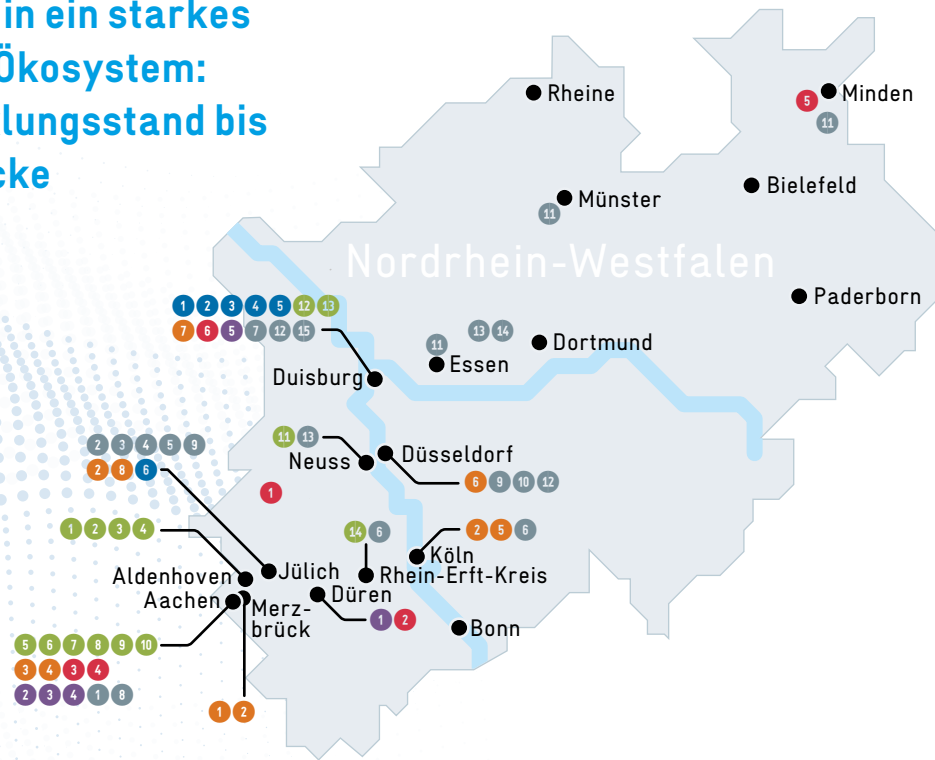 in ein starkes
Ökosystem:
lungsstand bis
cke
Rheine
5 Minden
11
Bielefeld
Münster
11
Nordrhein-Westfalen
Paderborn
1 2 3 4 5 12 13
7 6 5 7 12 15
13 14
11
Dortmund
Essen
Duisburg
11 13
2 3 4 5 9
Neuss
Düsseldorf
2 8 6
6 9 10 12
1
1 2 3 4
14 6
2 5 6
Köln
Aldenhoven
Jülich
Rhein-Erft-Kreis
Aachen
Düren
Merz-
brück
1 2
Bonn
5 6 7 8 9 10
3 4 3 4
2 3 4 1 8
1 2